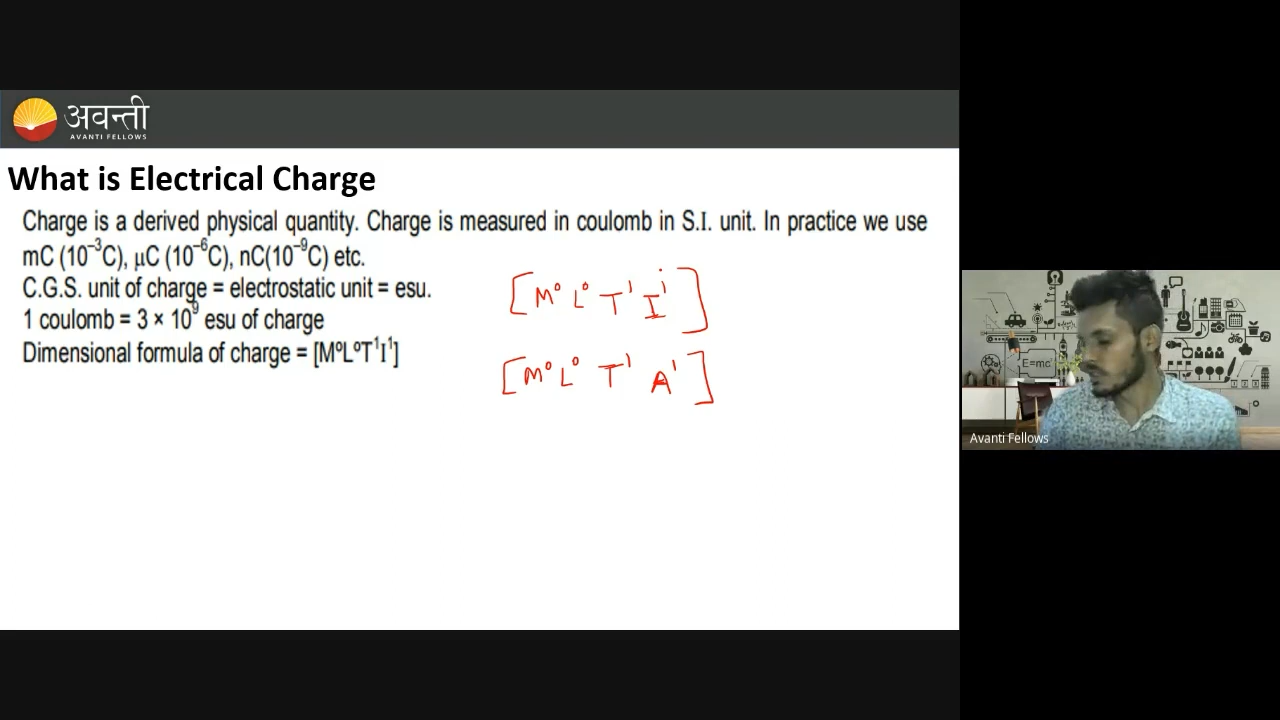 अवन्ती
AVANTI FELLOWS
What is Electrical Charge
Charge is a derived physical quantity. Charge is measured in coulomb in S.I. unit. In practice we use
mC (10⁻³C), μC (10⁻⁶C), nC(10⁻⁹C) etc.
C.G.S. unit of charge = electrostatic unit = esu.
1 coulomb = 3 × 10⁹ esu of charge
Dimensional formula of charge = [M⁰L⁰T¹I¹]
[M⁰ L⁰ T¹ I¹]
[M⁰ L⁰ T¹ A¹]
E=mc²
Avanti Fellows